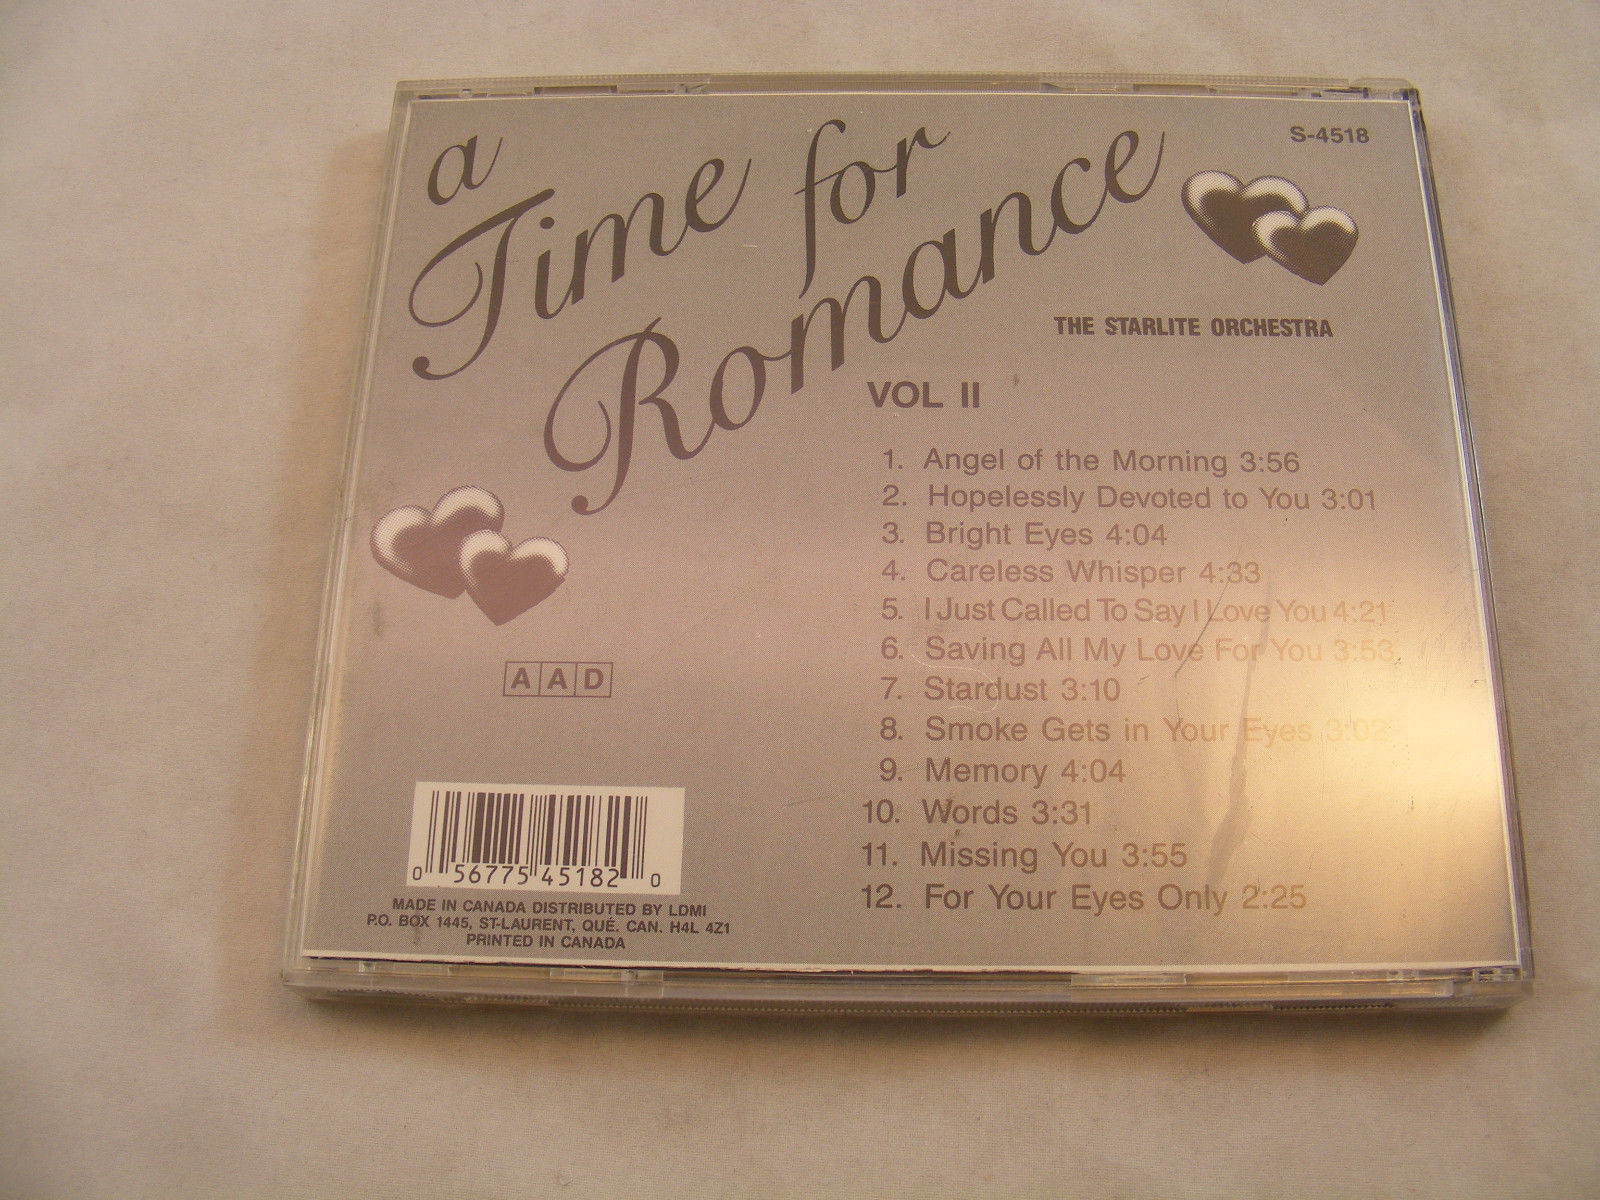 a
Time for
Romance
S-4518
THE STARLITE ORCHESTRA
VOL II
1. Angel of the Morning 3:56
2. Hopelessly Devoted to You 3:01
3. Bright Eyes 4:04
4. Careless Whisper 4:33
5. I Just Called To Say I Love You 4:21
6. Saving All My Love For You 3:53
7. Stardust 3:10
8. Smoke Gets in Your Eyes 3:02
9. Memory 4:04
10. Words 3:31
11. Missing You 3:55
12. For Your Eyes Only 2:25
AAD
0 56775 45182 0
MADE IN CANADA DISTRIBUTED BY LDMI
P.O. BOX 1445, ST-LAURENT, QUÉ. CAN. H4L 4Z1
PRINTED IN CANADA